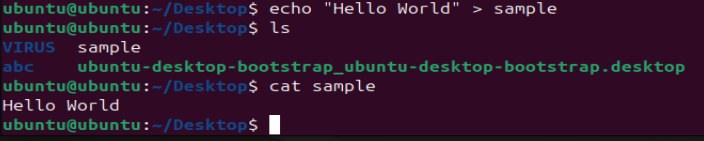 ubuntu@ubuntu:~/Desktop$ echo "Hello World" > sample
ubuntu@ubuntu:~/Desktop$ ls
VIRUS  sample
abc    ubuntu-desktop-bootstrap_ubuntu-desktop-bootstrap.desktop
ubuntu@ubuntu:~/Desktop$ cat sample
Hello World
ubuntu@ubuntu:~/Desktop$